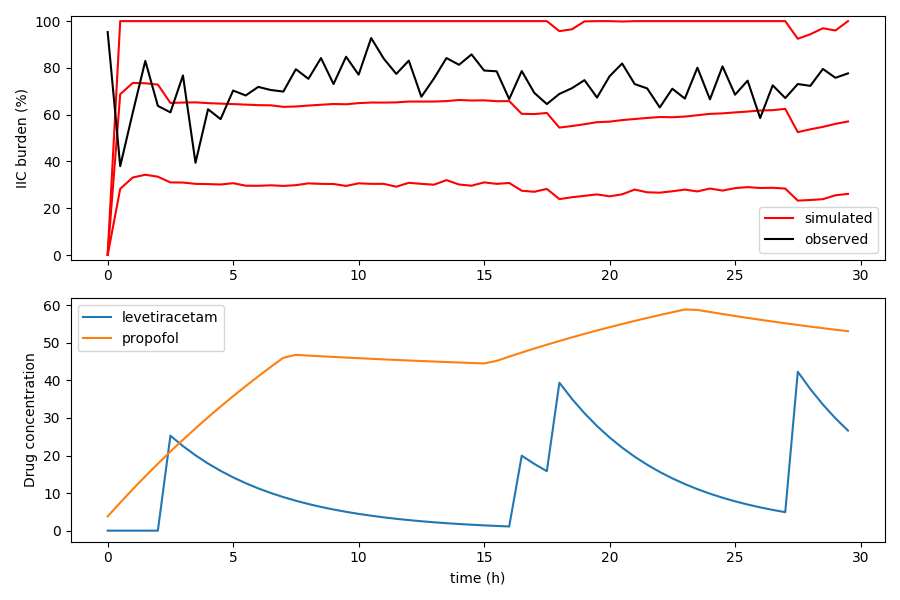 IIC burden (%)
100
80
60
40
20
0
simulated
observed
0 5 10 15 20 25 30
Drug concentration
60
50
40
30
20
10
0
levetiracetam
propofol
0 5 10 15 20 25 30
time (h)